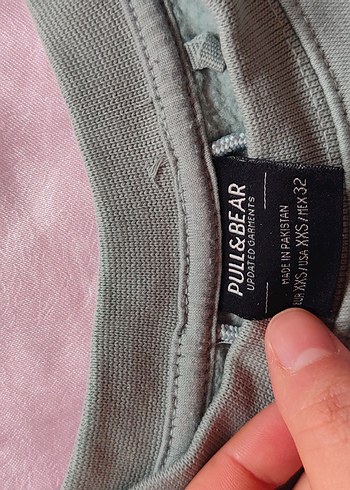 PULL&BEAR
UPDATED GARMENTS
MADE IN PAKISTAN
EUR XXS/USA XXS/MEX 32